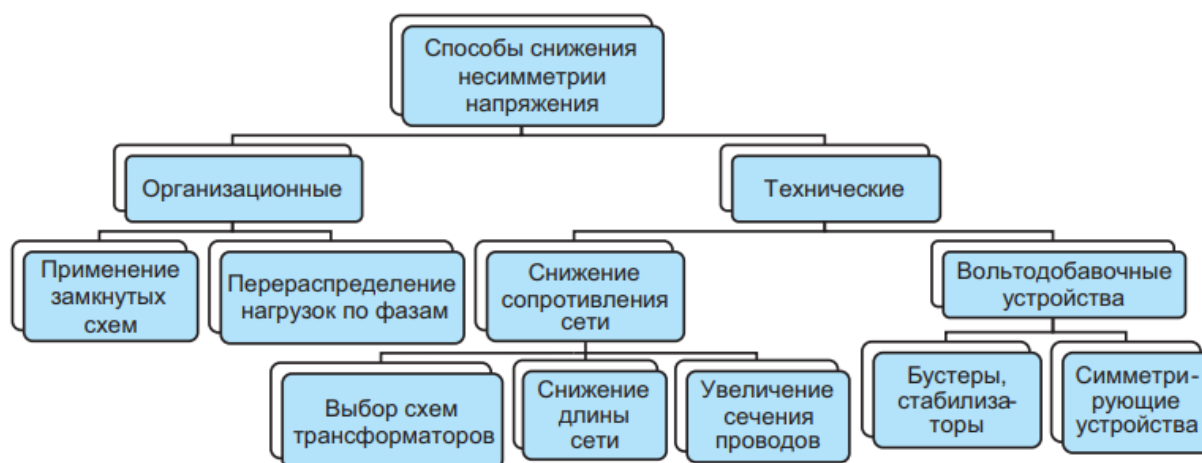 Способы снижения
несимметрии
напряжения
Организационные
Технические
Применение
замкнутых
схем
Перераспределение
нагрузок по фазам
Снижение
сопротивления
сети
Вольтодобавочные
устройства
Выбор схем
трансформаторов
Снижение
длины
сети
Увеличение
сечения
проводов
Бустеры,
стабилиза-
торы
Симметри-
рующие
устройства